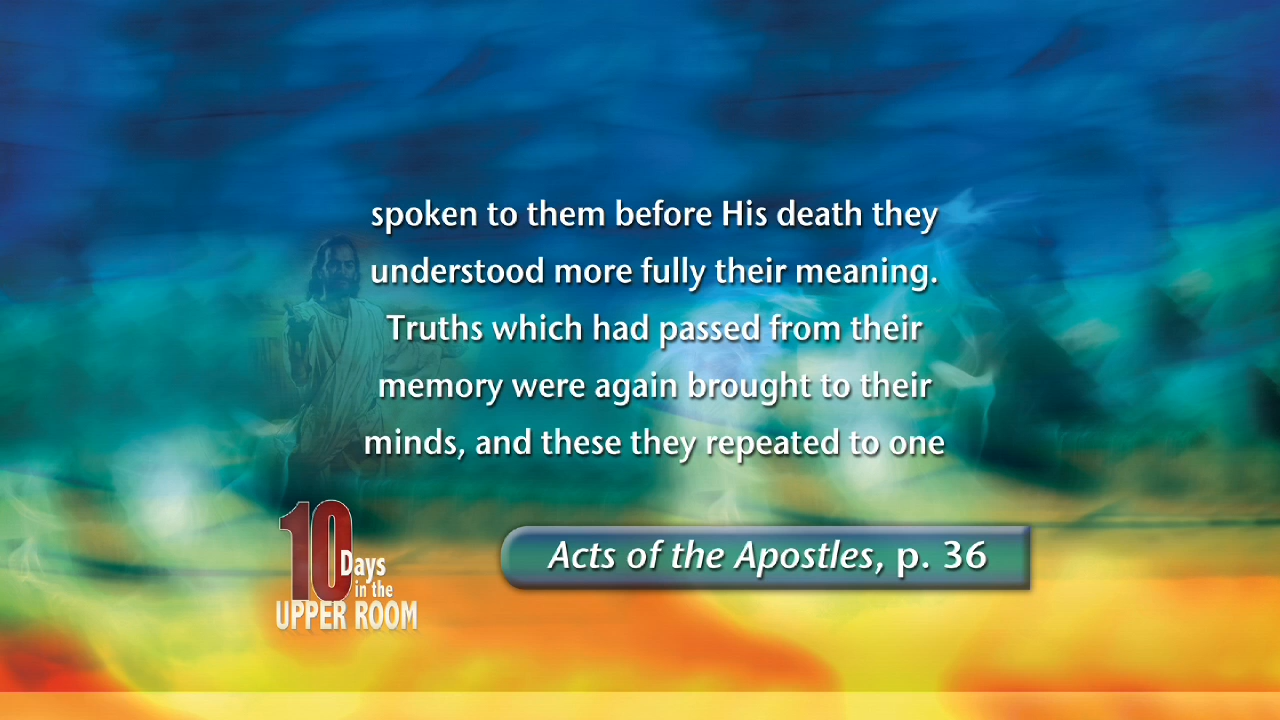 spoken to them before His death they
understood more fully their meaning.
Truths which had passed from their
memory were again brought to their
minds, and these they repeated to one
10
Days
in the
UPPER ROOM
Acts of the Apostles, p. 36